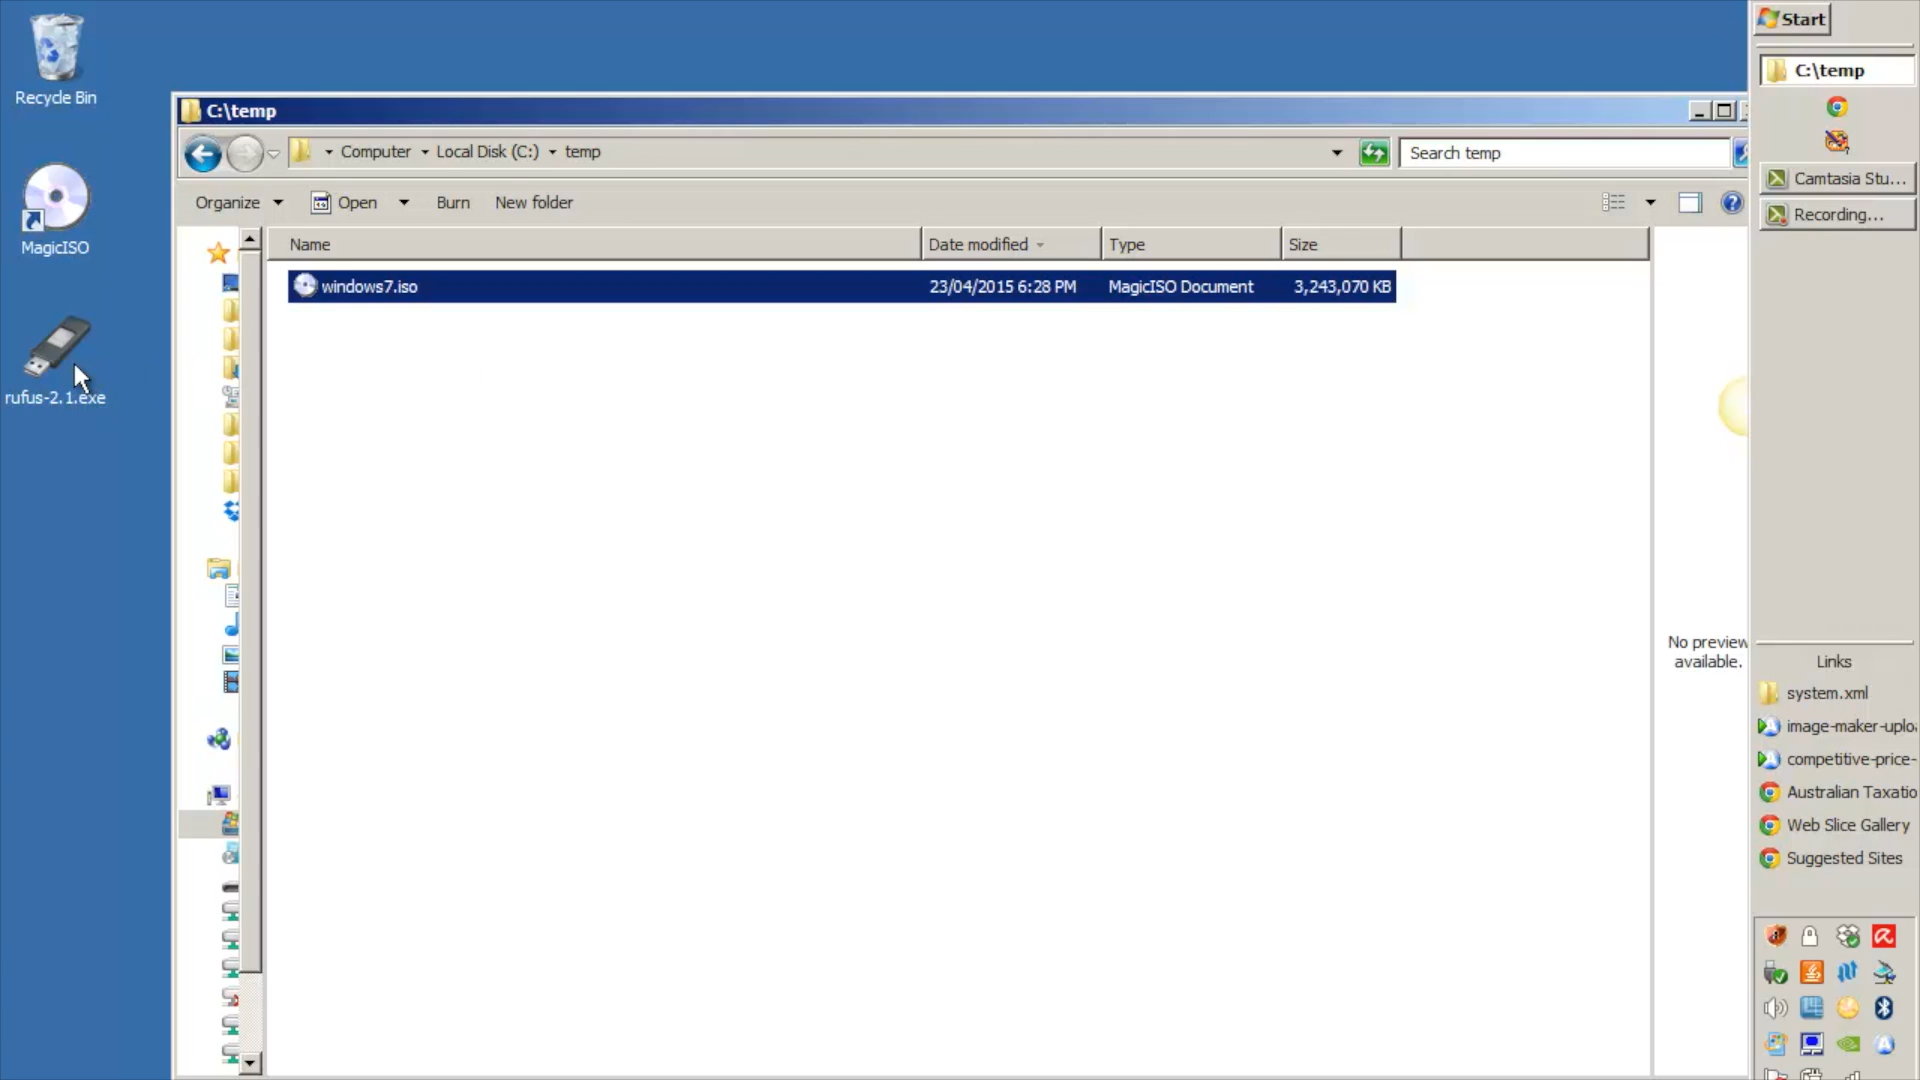 Recycle Bin
MagicISO
rufus-2.1.exe
C:\temp
Computer Local Disk (C:) temp
Search temp
Organize Open Burn New folder
Name Date modified Type Size
windows7.iso 23/04/2015 6:28 PM MagicISO Document 3,243,070 KB
No preview
available.
Start
C:\temp
Camtasia Stu...
Recording...
Links
system.xml
image-maker-uplo
competitive-price-
Australian Taxatio
Web Slice Gallery
Suggested Sites